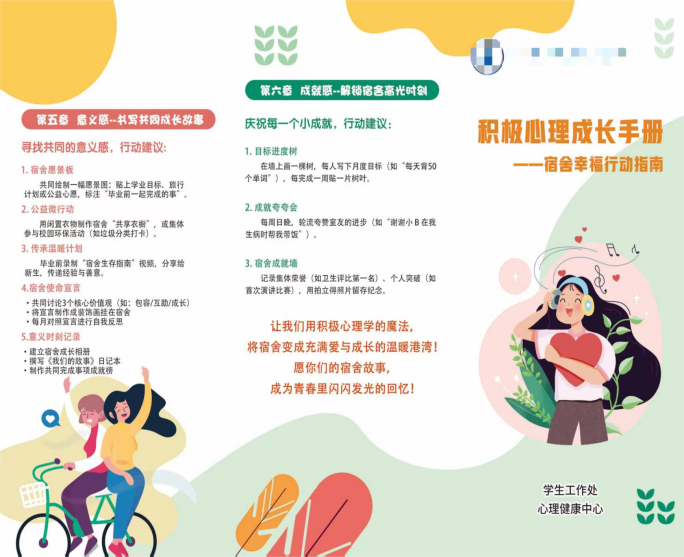 第五章 意义感--书写共同成长故事
寻找共同的意义感，行动建议:
1. 宿舍愿景板
共同绘制一幅愿景图：贴上学业目标、旅行
计划或公益心愿，标注“毕业前一起完成的事”。
2. 公益微行动
用闲置衣物制作宿舍“共享衣橱”，或集体
参与校园环保活动（如垃圾分类打卡）。
3. 传承温暖计划
毕业前录制“宿舍生存指南”视频，分享给
新生，传递经验与善意。
4.宿舍使命宣言
• 共同讨论3个核心价值观（如：包容/互助/成长）
• 将宣言制作成装饰画挂在宿舍
• 每月对照宣言进行自我反思
5.意义时刻记录
• 建立宿舍成长相册
• 撰写《我们的故事》日记本
• 制作共同完成事项成就榜
第六章 成就感--解锁宿舍高光时刻
庆祝每一个小成就，行动建议：
1. 目标进度树
在墙上画一棵树，每人写下月度目标（如“每天背50
个单词”），每完成一周贴一片树叶。
2. 成就夸夸会
每周日晚，轮流夸赞室友的进步（如“谢谢小 B 在我
生病时帮我带饭”）。
3. 宿舍成就墙
记录集体荣誉（如卫生评比第一名）、个人突破（如
首次演讲比赛），用拍立得照片留存纪念。
让我们用积极心理学的魔法，
将宿舍变成充满爱与成长的温暖港湾！
愿你们的宿舍故事，
成为青春里闪闪发光的回忆！
积极心理成长手册
——宿舍幸福行动指南
学生工作处
心理健康中心